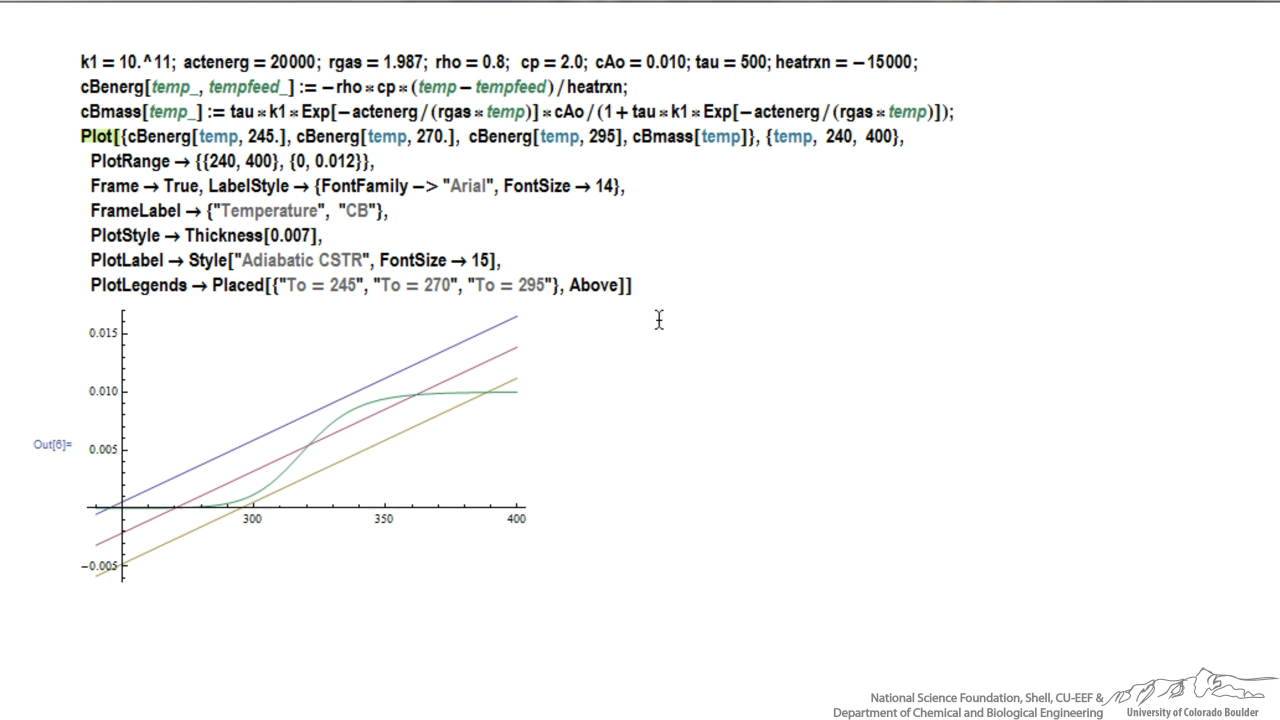 k1 = 10.^11; actenerg = 20000; rgas = 1.987; rho = 0.8; cp = 2.0; cAo = 0.010; tau = 500; heatrxn = -15000;
cBenerg[temp_, tempfeed_] := -rho * cp * (temp - tempfeed) / heatrxn;
cBmass[temp_] := tau * k1 * Exp[-actenerg / (rgas * temp)] * cAo / (1 + tau * k1 * Exp[-actenerg / (rgas * temp)]);
Plot[{cBenerg[temp, 245.], cBenerg[temp, 270.], cBenerg[temp, 295], cBmass[temp]}, {temp, 240, 400},
PlotRange → {{240, 400}, {0, 0.012}},
Frame → True, LabelStyle → {FontFamily -> "Arial", FontSize → 14},
FrameLabel → {"Temperature", "CB"},
PlotStyle → Thickness[0.007],
PlotLabel → Style["Adiabatic CSTR", FontSize → 15],
PlotLegends → Placed[{"To = 245", "To = 270", "To = 295"}, Above]]
0.015
0.010
Out[6]=
0.005
300
350
400
-0.005
National Science Foundation, Shell, CU-EEF &
Department of Chemical and Biological Engineering
University of Colorado Boulder